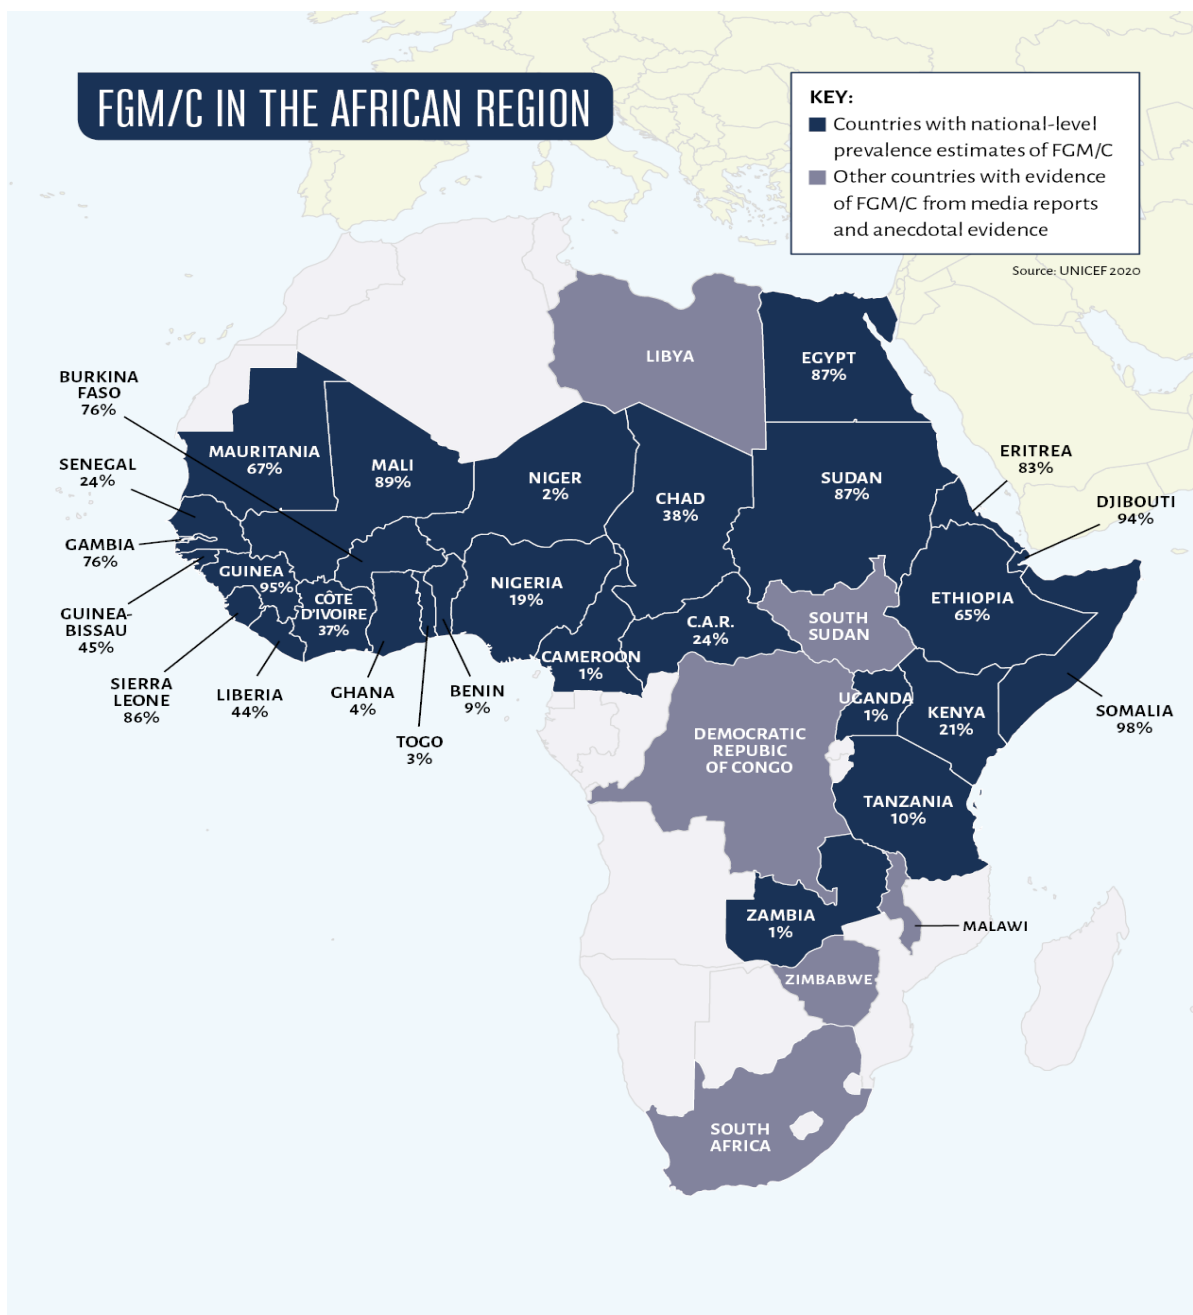 FGM/C IN THE AFRICAN REGION
KEY:
Countries with national-level
prevalence estimates of FGM/C
Other countries with evidence
of FGM/C from media reports
and anecdotal evidence
Source: UNICEF 2020
LIBYA
EGYPT
87%
BURKINA
FASO
76%
MAURITANIA
67%
MALI
89%
NIGER
2%
CHAD
38%
SUDAN
87%
ERITREA
83%
SENEGAL
24%
DJIBOUTI
94%
GAMBIA
76%
GUINEA
95%
CÔTE
D'IVOIRE
37%
NIGERIA
19%
C.A.R.
24%
SOUTH
SUDAN
ETHIOPIA
65%
GUINEA-
BISSAU
45%
SIERRA
LEONE
86%
LIBERIA
44%
GHANA
4%
TOGO
3%
BENIN
9%
CAMEROON
1%
UGANDA
1%
KENYA
21%
SOMALIA
98%
DEMOCRATIC
REPUBIC
OF CONGO
TANZANIA
10%
ZAMBIA
1%
MALAWI
ZIMBABWE
SOUTH
AFRICA